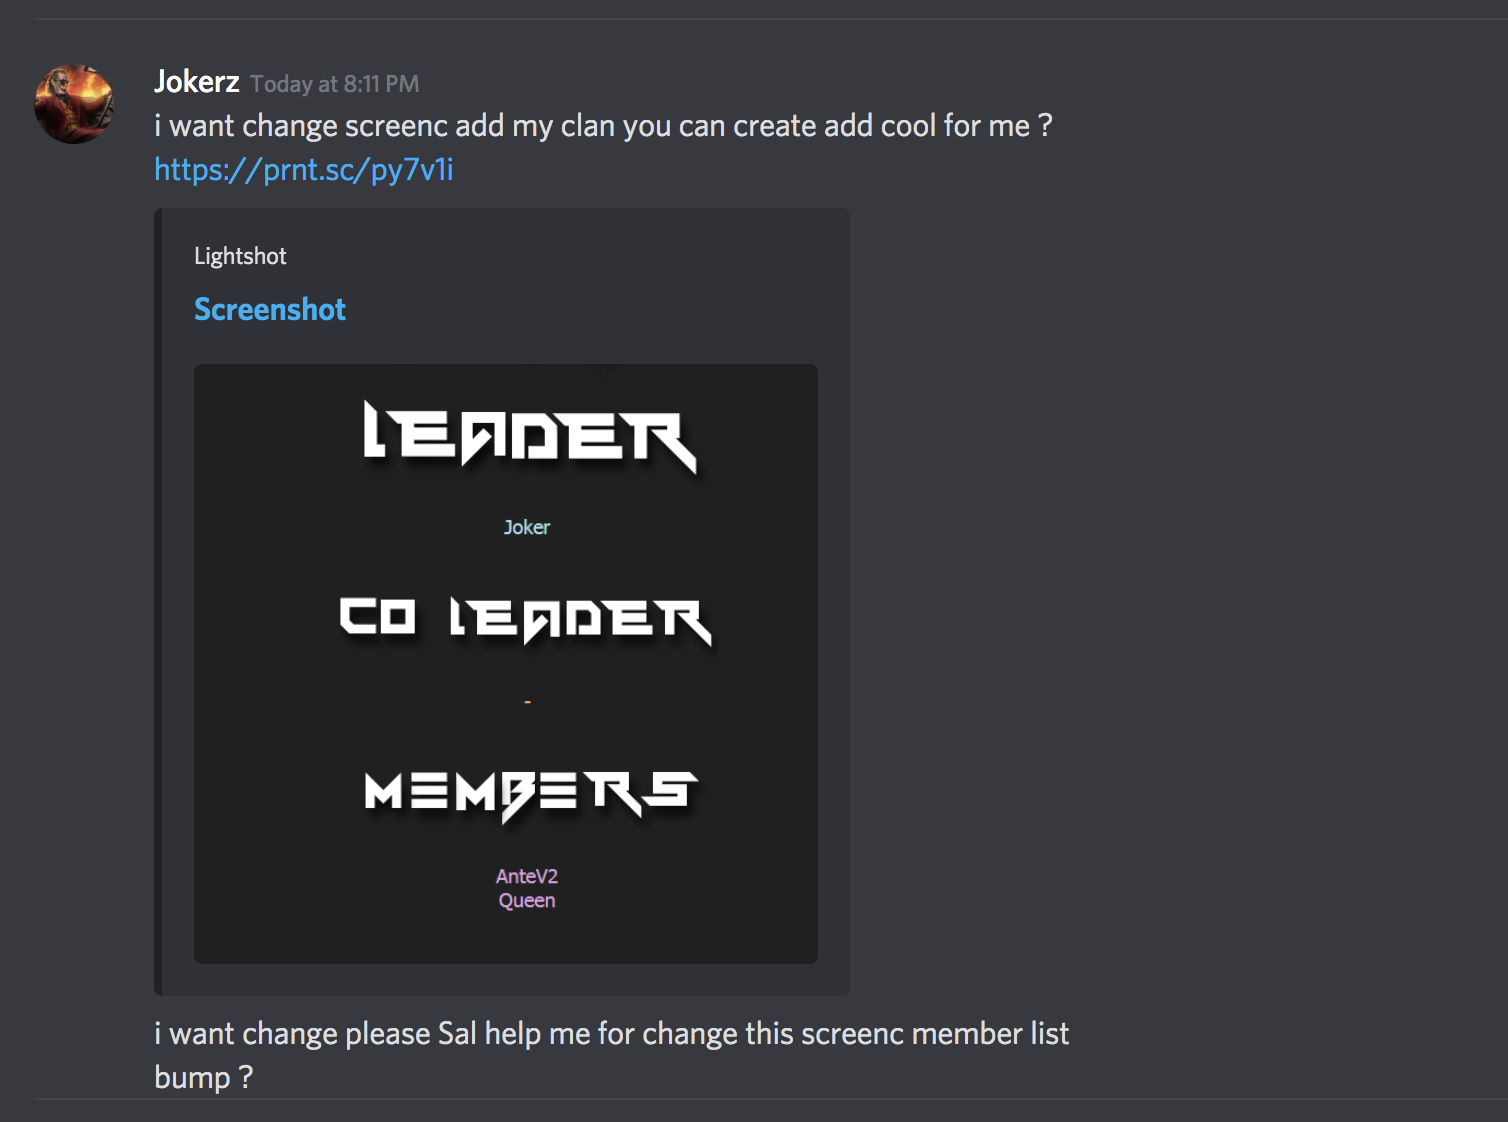 Jokerz Today at 8:11 PM
i want change screenc add my clan you can create add cool for me ?
https://prnt.sc/py7v1i
Lightshot
Screenshot
LEADER
Joker
CO LEADER
-
MEMBERS
AnteV2
Queen
i want change please Sal help me for change this screenc member list
bump ?